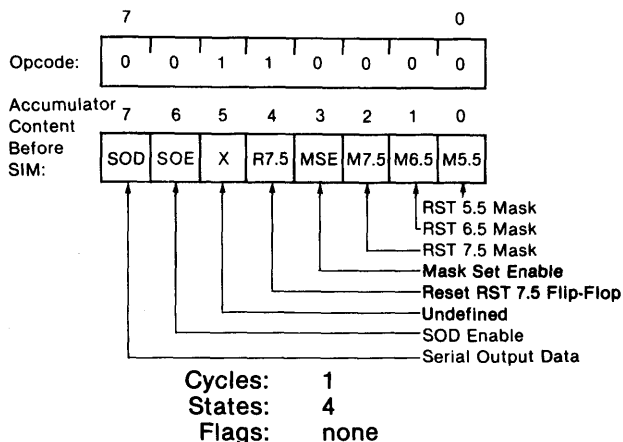 7 0
Opcode: 0 0 1 1 0 0 0 0
Accumulator
Content
Before
SIM:
7 6 5 4 3 2 1 0
SOD SOE X R7.5 MSE M7.5 M6.5 M5.5
RST 5.5 Mask
RST 6.5 Mask
RST 7.5 Mask
Mask Set Enable
Reset RST 7.5 Flip-Flop
Undefined
SOD Enable
Serial Output Data
Cycles: 1
States: 4
Flags: none